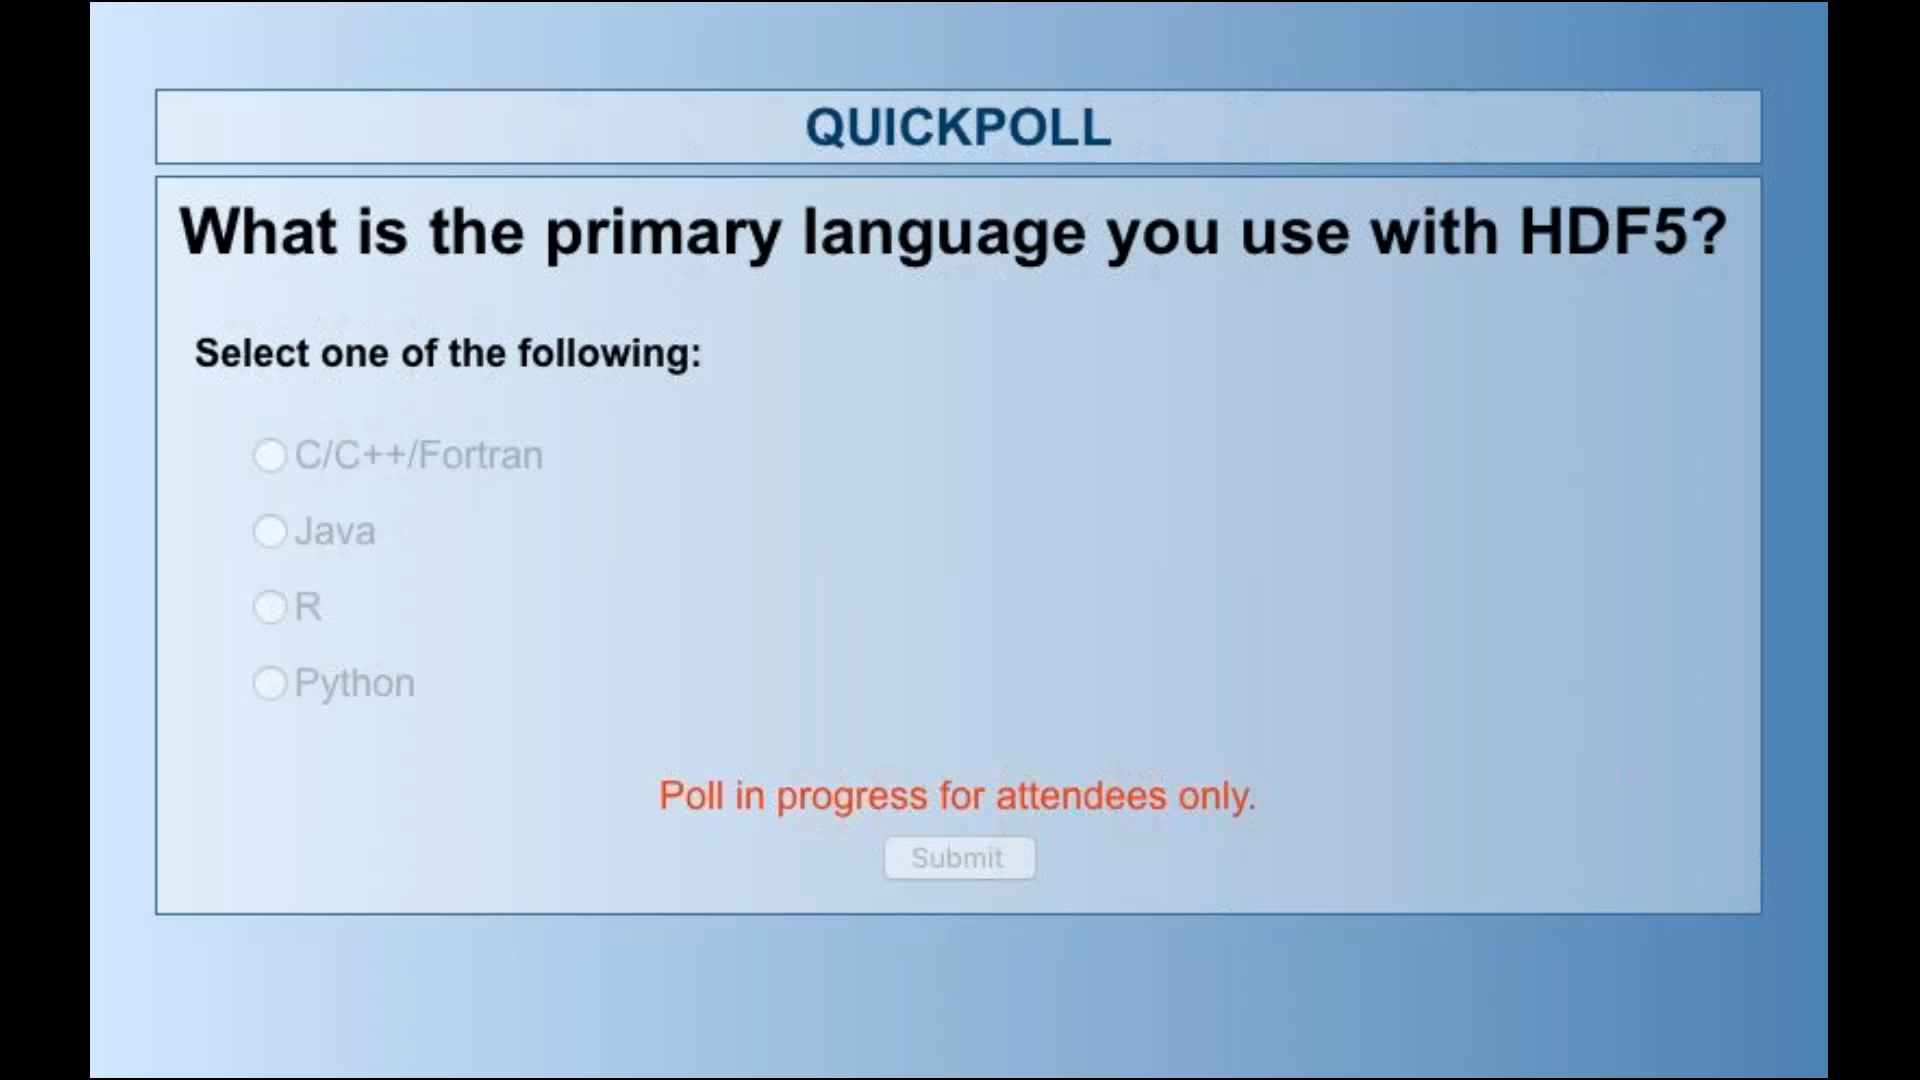 QUICKPOLL
What is the primary language you use with HDF5?
Select one of the following:
C/C++/Fortran
Java
R
Python
Poll in progress for attendees only.
Submit